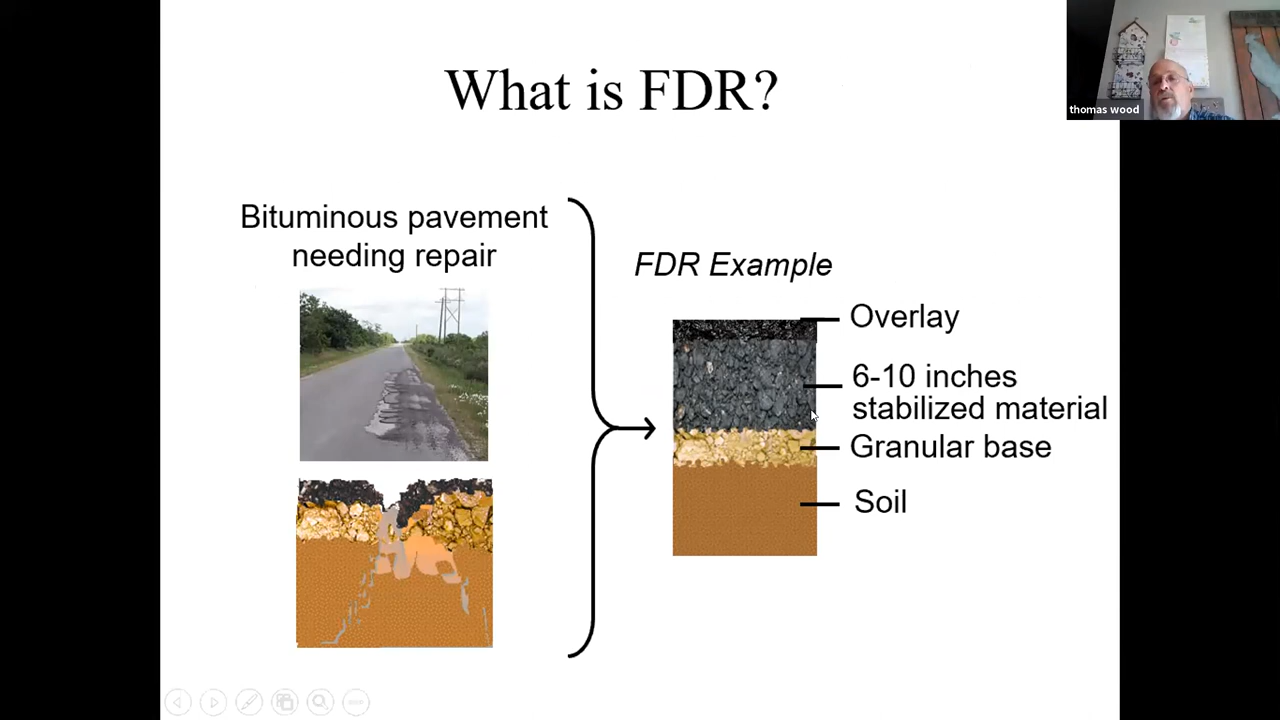 What is FDR?
thomas wood
Bituminous pavement
needing repair
FDR Example
Overlay
6-10 inches
stabilized material
Granular base
Soil